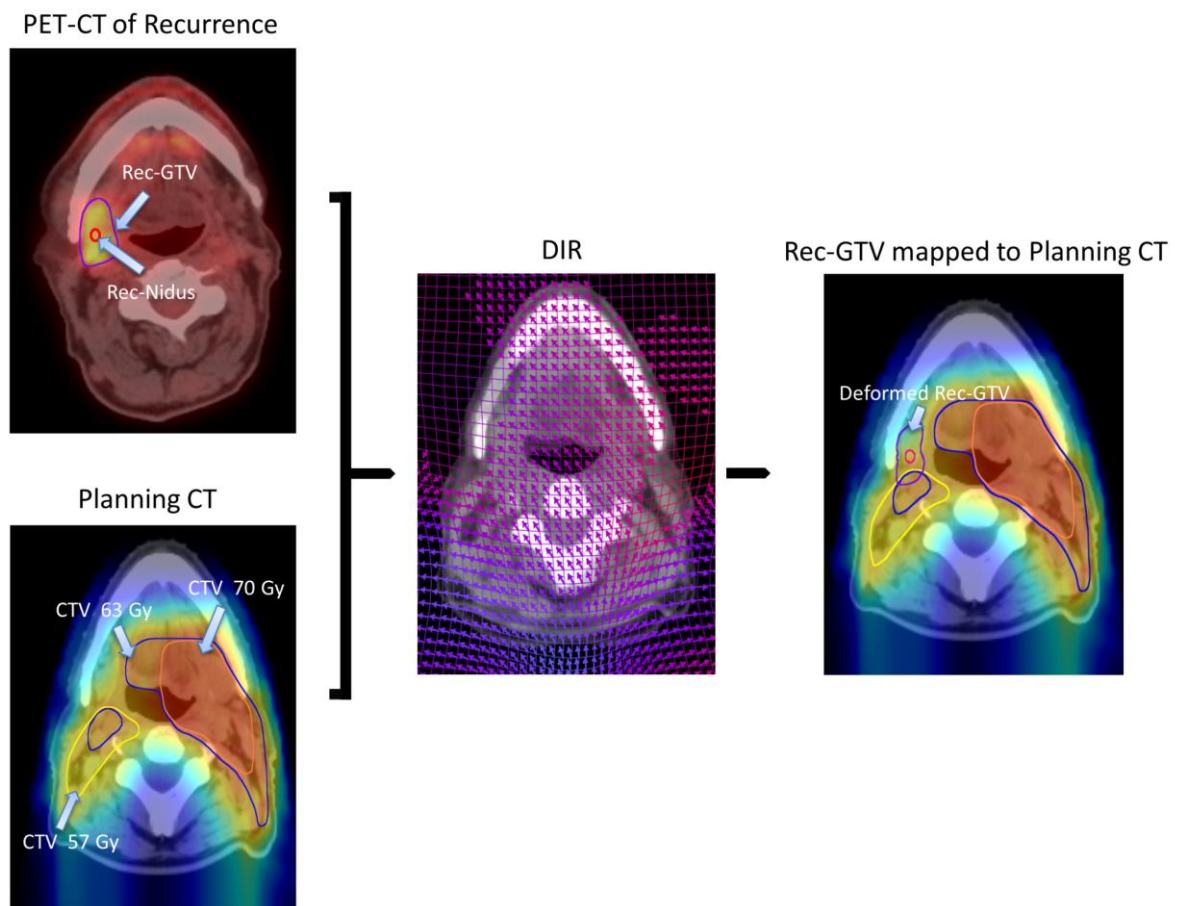 PET-CT of Recurrence
Rec-GTV
Rec-Nidus
Planning CT
CTV 70 Gy
CTV 63 Gy
CTV 57 Gy
DIR
Rec-GTV mapped to Planning CT
Deformed Rec-GTV